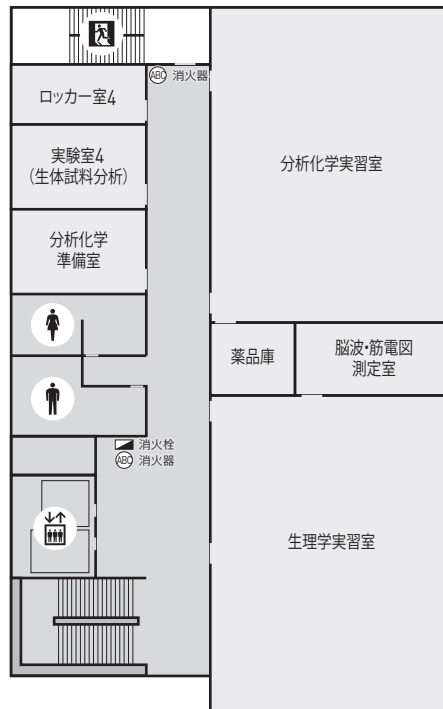 ABC 消火器
ロッカー室4
実験室4
(生体試料分析)
分析化学実習室
分析化学
準備室
薬品庫
脳波・筋電図
測定室
消火栓
ABC 消火器
生理学実習室